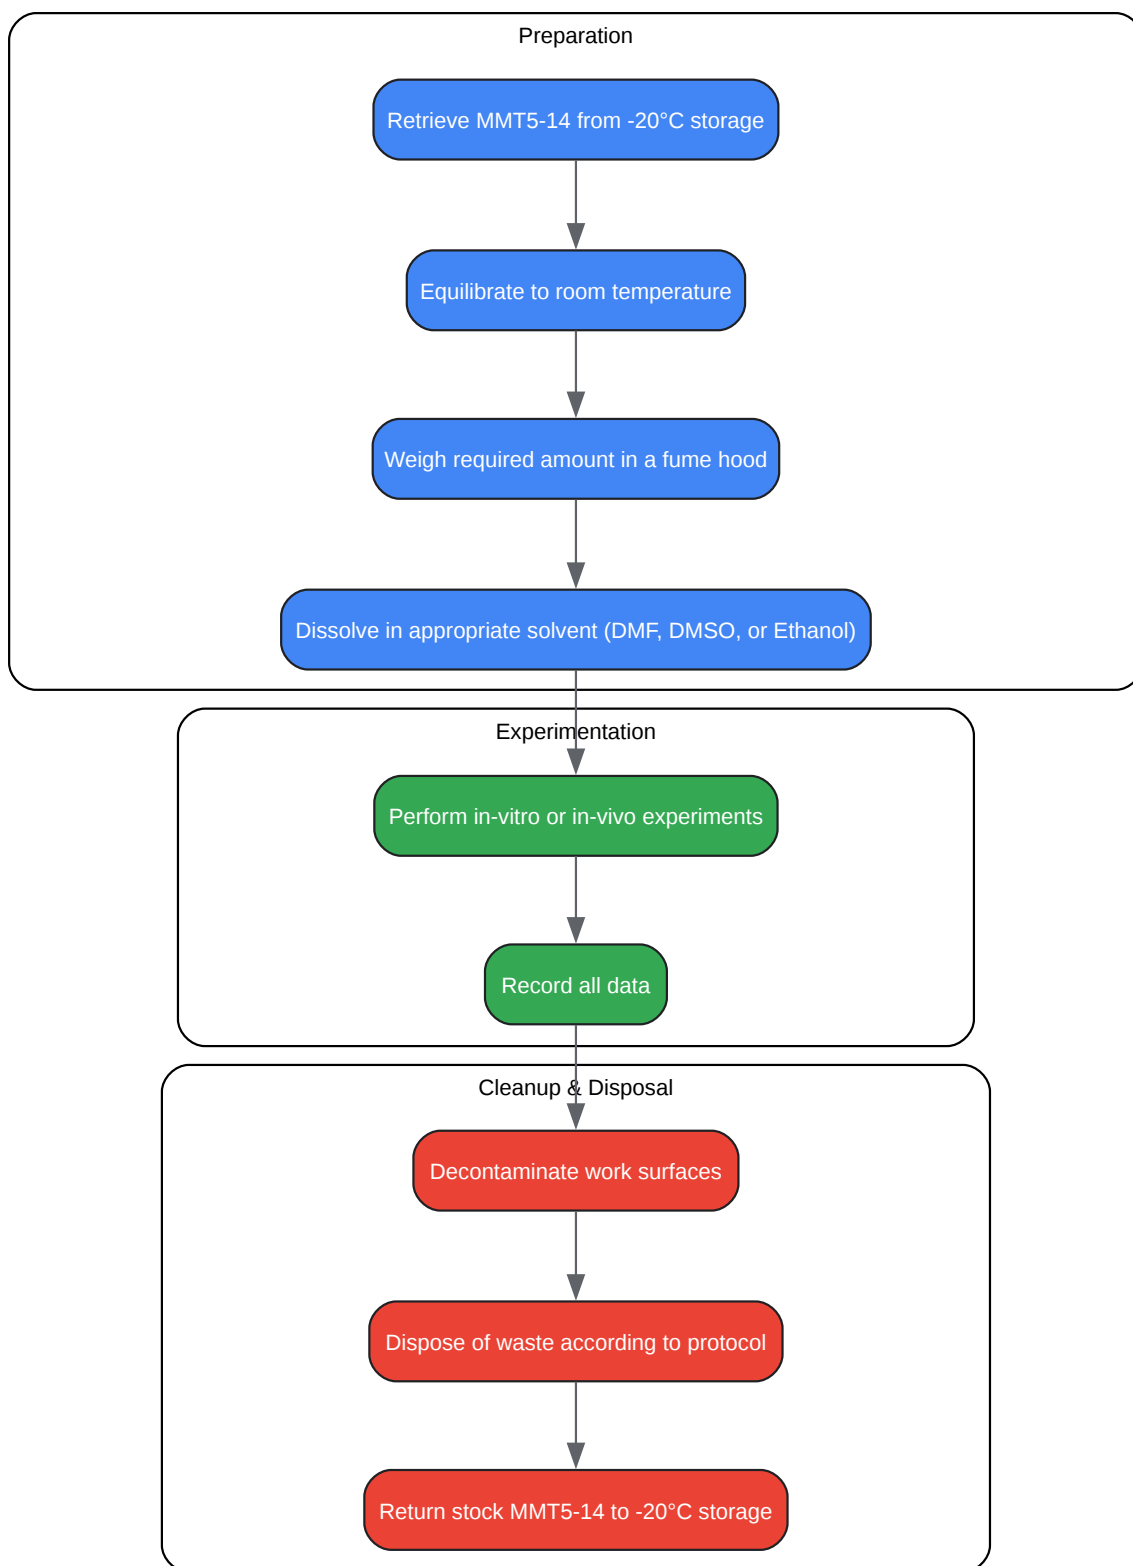 Preparation
Retrieve MMT5-14 from -20°C storage
Equilibrate to room temperature
Weigh required amount in a fume hood
Dissolve in appropriate solvent (DMF, DMSO, or Ethanol)
Experimentation
Perform in-vitro or in-vivo experiments
Record all data
Cleanup & Disposal
Decontaminate work surfaces
Dispose of waste according to protocol
Return stock MMT5-14 to -20°C storage